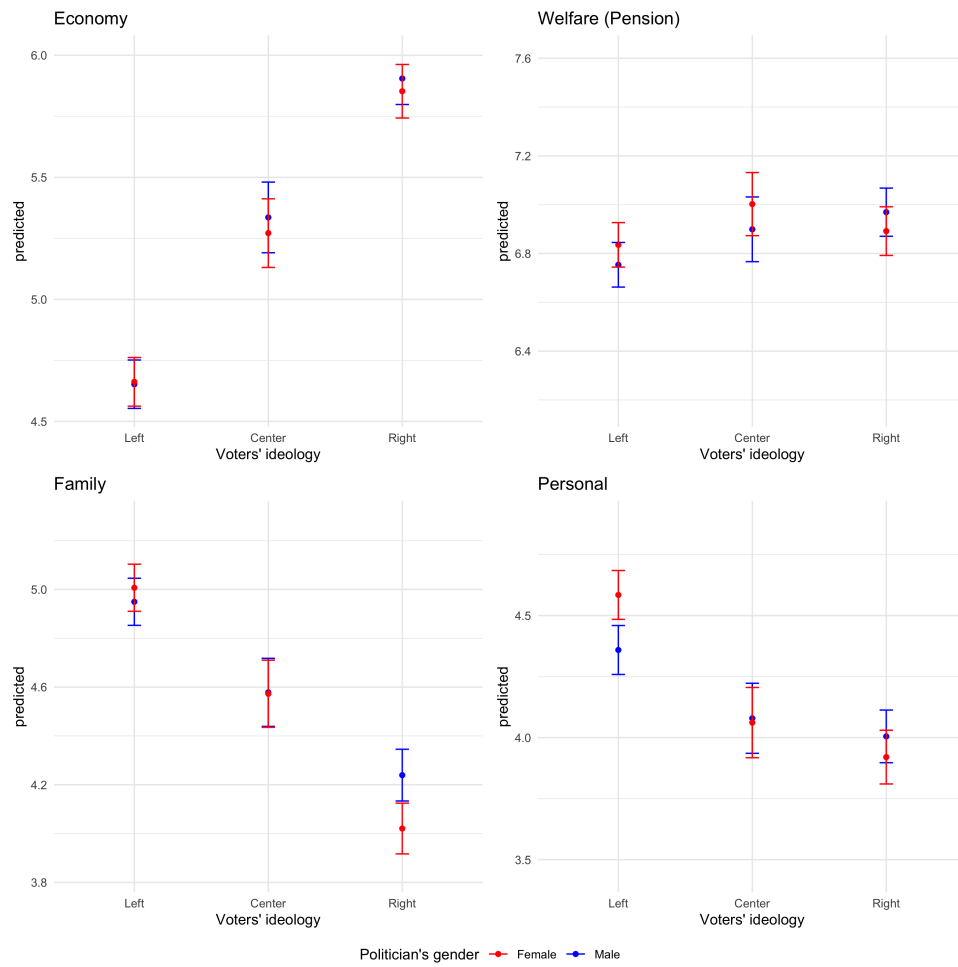 Economy
predicted
6.0
5.5
5.0
4.5
Left Center Right
Voters' ideology
Welfare (Pension)
predicted
7.6
7.2
6.8
6.4
Left Center Right
Voters' ideology
Family
predicted
5.0
4.6
4.2
3.8
Left Center Right
Voters' ideology
Personal
predicted
4.5
4.0
3.5
Left Center Right
Voters' ideology
Politician's gender Female Male